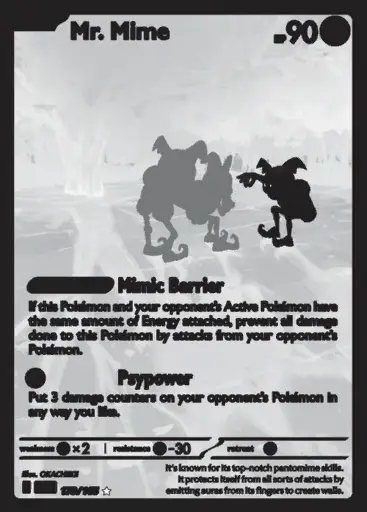 Mr. Mime
HP 90
Mimic Barrier
If this Pokémon and your opponent's Active Pokémon have
the same amount of Energy attached, prevent all damage
done to this Pokémon by attacks from your opponent's
Pokémon.
Psypower
Put 3 damage counters on your opponent's Pokémon in
any way you like.
weakness ×2 resistance -30 retreat
Illus. OKACHEKE
It's known for its top-notch pantomime skills.
It protects itself from all sorts of attacks by
emitting auras from its fingers to create walls.